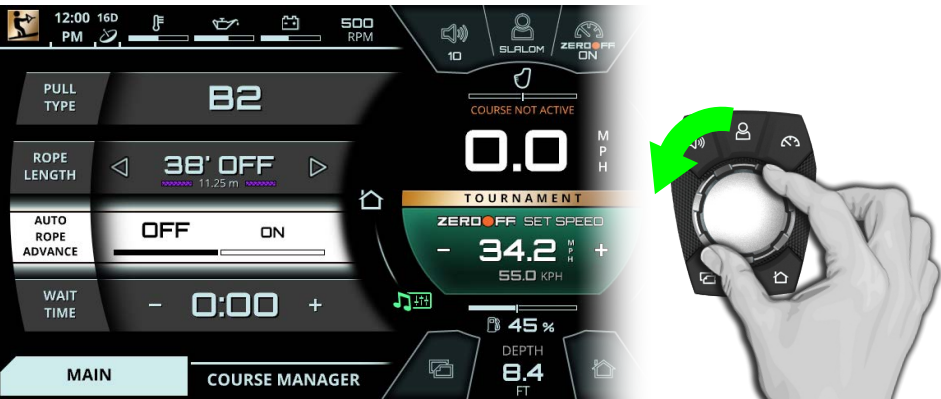 12:00 16D
PM
500
RPM
10
SLALOM
ZEROOFF
ON
PULL
TYPE
B2
COURSE NOT ACTIVE
0.0
MPH
ROPE
LENGTH
38' OFF
11.25 m
TOURNAMENT
ZEROOFF SET SPEED
- 34.2 MPH +
55.0 KPH
AUTO
ROPE
ADVANCE
OFF ON
WAIT
TIME
- 0:00 +
45 %
DEPTH
8.4
FT
MAIN
COURSE MANAGER